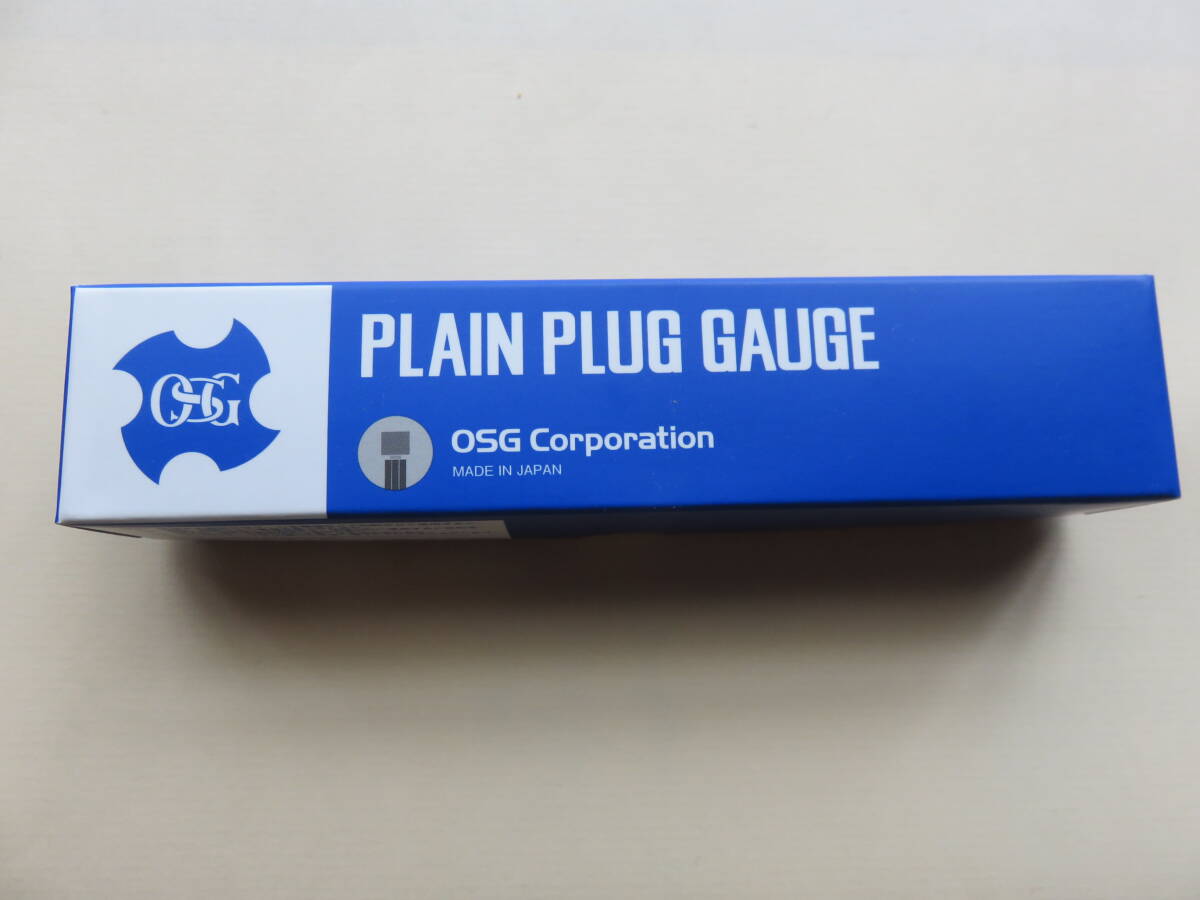 OSG
PLAIN PLUG GAUGE
OSG Corporation
MADE IN JAPAN